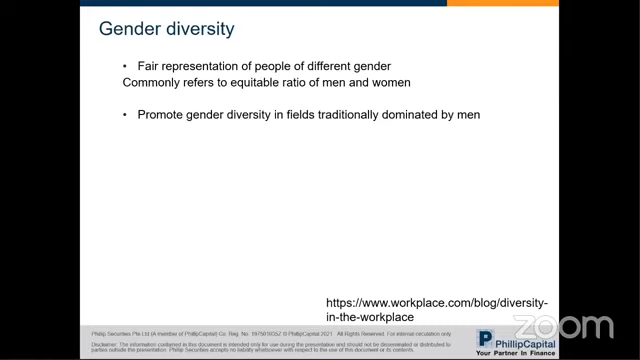 Gender diversity
• Fair representation of people of different gender
Commonly refers to equitable ratio of men and women
• Promote gender diversity in fields traditionally dominated by men
https://www.workplace.com/blog/diversity-
in-the-workplace
zoom
Phillip Securities Pte Ltd (A member of PhillipCapital) Co. Reg. No. 197501035Z © PhillipCapital 2021. All Rights Reserved. For internal circulation only.
Disclaimer: The information contained in this document is intended only for use during the presentation and should not be disseminated or distributed to
parties outside the presentation. Phillip Securities accepts no liability whatsoever with respect to the use of this document or its contents.
PhillipCapital
Your Partner In Finance